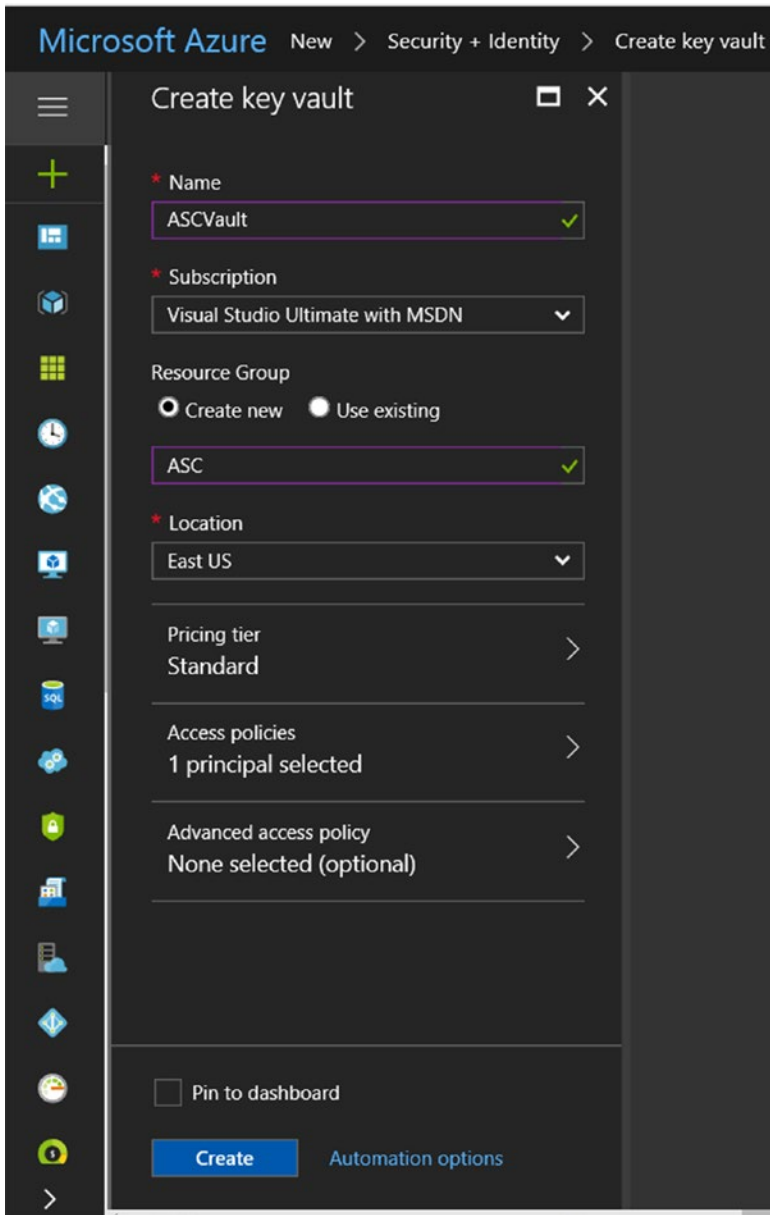 Microsoft Azure New > Security + Identity > Create key vault
Create key vault
* Name
ASCVault
* Subscription
Visual Studio Ultimate with MSDN
Resource Group
Create new Use existing
ASC
* Location
East US
Pricing tier
Standard
Access policies
1 principal selected
Advanced access policy
None selected (optional)
Pin to dashboard
Create Automation options
SQL